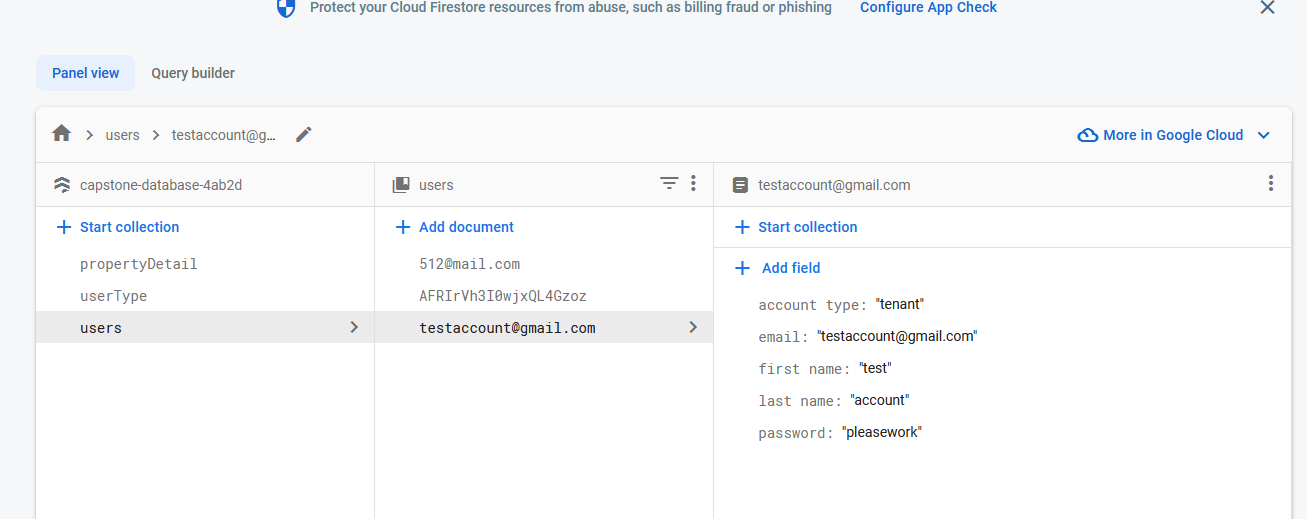 Protect your Cloud Firestore resources from abuse, such as billing fraud or phishing Configure App Check
Panel view Query builder
users testaccount@g... More in Google Cloud
capstone-database-4ab2d
Start collection
propertyDetail
userType
users
users
Add document
512@mail.com
AFRIrVh3I0wjxQL4Gzoz
testaccount@gmail.com
testaccount@gmail.com
Start collection
Add field
account type: "tenant"
email: "testaccount@gmail.com"
first name: "test"
last name: "account"
password: "pleasework"